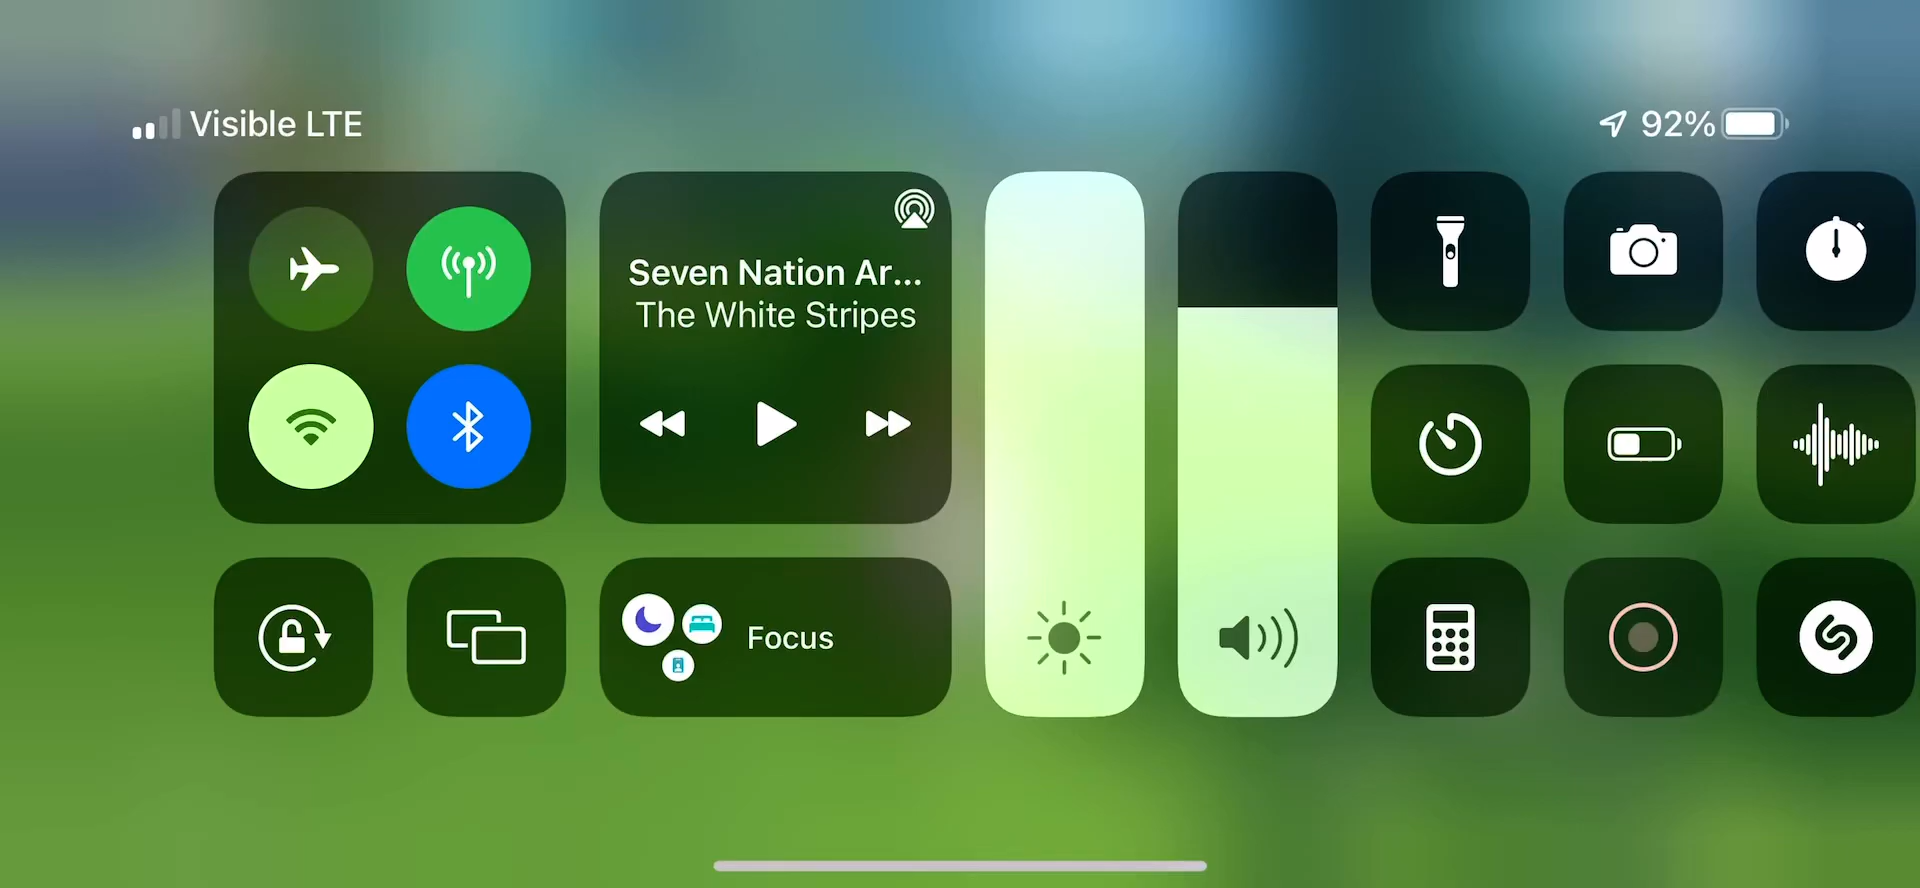 Visible LTE
92%
Seven Nation Ar...
The White Stripes
Focus